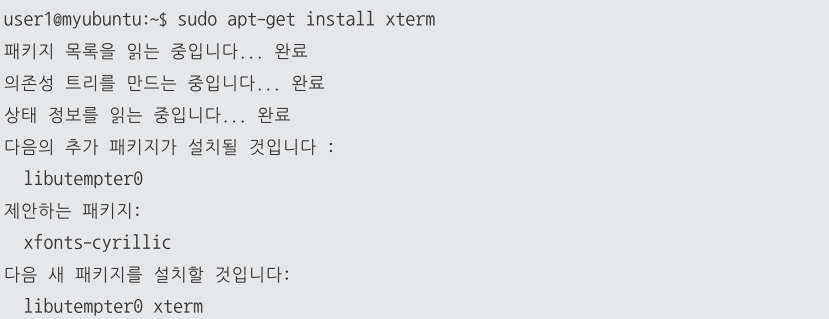 user1@myubuntu:~$ sudo apt-get install xterm
패키지 목록을 읽는 중입니다... 완료
의존성 트리를 만드는 중입니다... 완료
상태 정보를 읽는 중입니다... 완료
다음의 추가 패키지가 설치될 것입니다 :
libutempter0
제안하는 패키지:
xfonts-cyrillic
다음 새 패키지를 설치할 것입니다:
libutempter0 xterm